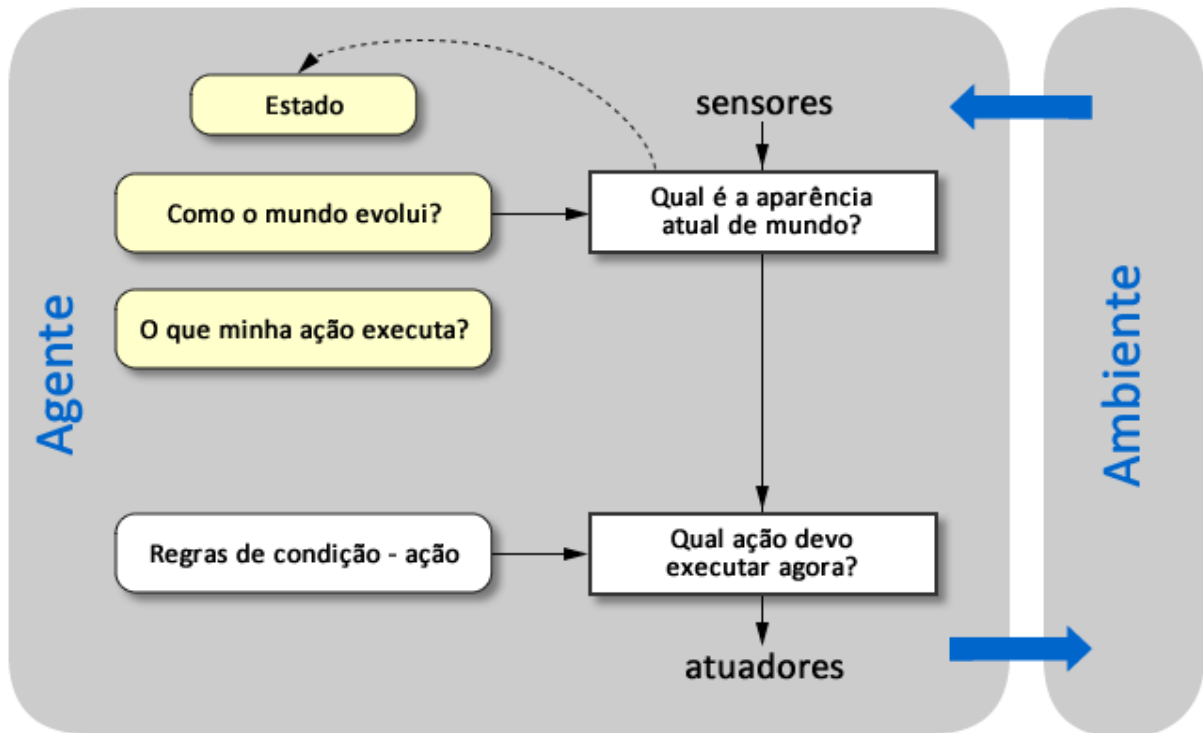 Estado
sensores
Como o mundo evolui?
Qual é a aparência
atual de mundo?
O que minha ação executa?
Agente
Ambiente
Regras de condição - ação
Qual ação devo
executar agora?
atuadores